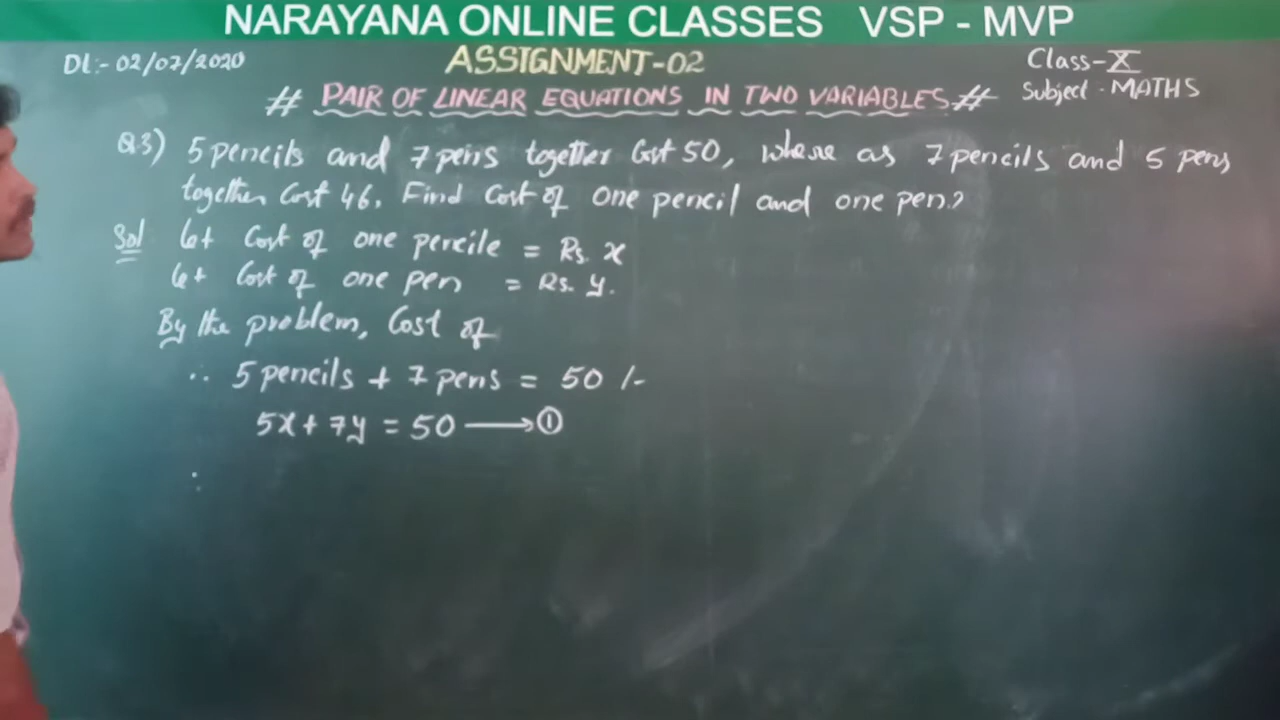 NARAYANA ONLINE CLASSES VSP - MVP
Dt:- 02/07/2020
ASSIGNMENT-02
Class-X
Subject - MATHS
# PAIR OF LINEAR EQUATIONS IN TWO VARIABLES #
Q.3) 5 pencils and 7 pens together Cost 50, where as 7 pencils and 5 pens
together Cost 46. Find Cost of one pencil and one pen?
Sol Let Cost of one pencile = Rs. x
Let Cost of one pen = Rs. y.
By the problem, Cost of
∴ 5 pencils + 7 pens = 50 /-
5x + 7y = 50 ⟶ ①